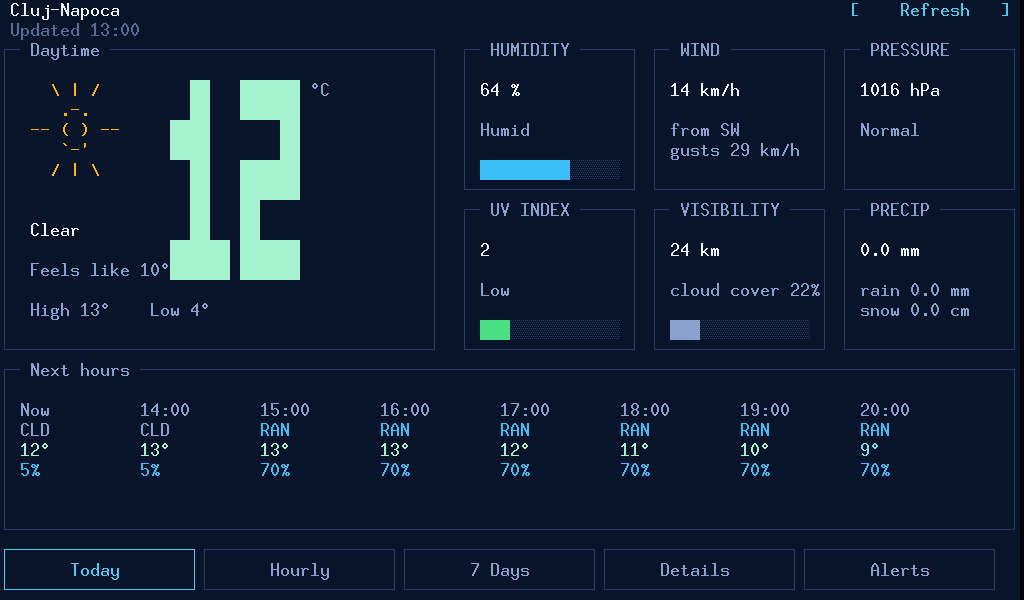 Cluj-Napoca
[ Refresh ]
Updated 13:00
Daytime
°C
12
Clear
Feels like 10°
High 13° Low 4°
HUMIDITY
64 %
Humid
WIND
14 km/h
from SW
gusts 29 km/h
PRESSURE
1016 hPa
Normal
UV INDEX
2
Low
VISIBILITY
24 km
cloud cover 22%
PRECIP
0.0 mm
rain 0.0 mm
snow 0.0 cm
Next hours
Now 14:00 15:00 16:00 17:00 18:00 19:00 20:00
CLD CLD RAN RAN RAN RAN RAN RAN
12° 13° 13° 13° 12° 11° 10° 9°
5% 5% 70% 70% 70% 70% 70% 70%
Today Hourly 7 Days Details Alerts